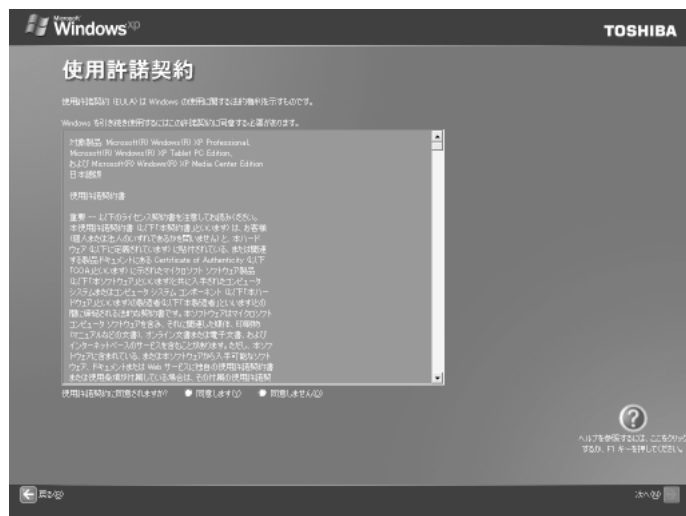 Microsoft
Windows xp
TOSHIBA
使用許諾契約
使用許諾契約 (EULA) は Windows の使用に関する法的権利を示すものです。
Windows を引き続き使用するにはこの許諾契約に同意する必要があります。
対象製品 Microsoft(R) Windows(R) XP Professional,
Microsoft(R) Windows(R) XP Tablet PC Edition,
および Microsoft(R) Windows(R) XP Media Center Edition
日本語版
使用許諾契約書
重要 -- 以下のライセンス契約書を注意してお読みください。
本使用許諾契約書 (以下「本契約書」といいます) は、お客様
(個人または法人のいずれであるかを問いません) と、本ハード
ウェア (以下に定義されています) に貼付されている、または関連
する製品ドキュメントにある Certificate of Authenticity (以下
「COA」といいます) に示されたマイクロソフト ソフトウェア製品
(以下「本ソフトウェア」といいます) と共に入手されたコンピュータ
システムまたはコンピュータ システム コンポーネント (以下「本ハー
ドウェア」といいます) の製造者 (以下「本製造者」といいます) との
間に締結される法的な契約書です。本ソフトウェアはマイクロソフト
コンピュータ ソフトウェアを含み、それに関連した媒体、印刷物
(マニュアルなどの文書)、オンライン文書または電子文書、および
インターネットベースのサービスを含むことがあります。ただし、本ソフ
トウェアに含まれている、または本ソフトウェアから入手可能なソフト
ウェア、ドキュメントまたは Web サービスに独自の使用許諾契約書
または使用条項が付属している場合は、その付属の使用許諾契
使用許諾契約に同意されますか?
同意します(Y)
同意しません(D)
ヘルプを参照するには、ここをクリック
するか、F1 キーを押してください。
戻る(B)
次へ(N)